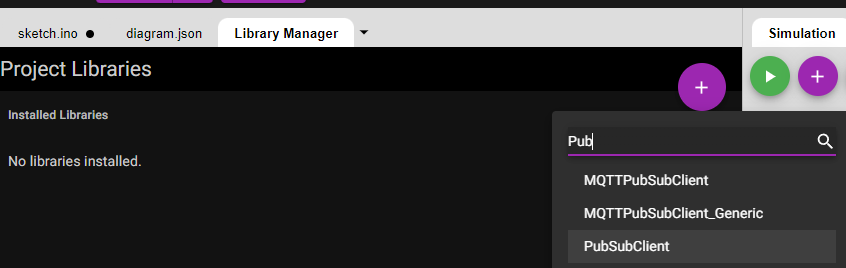 sketch.ino ● diagram.json Library Manager Simulation
Project Libraries
Installed Libraries
No libraries installed.
Pub
MQTTPubSubClient
MQTTPubSubClient_Generic
PubSubClient